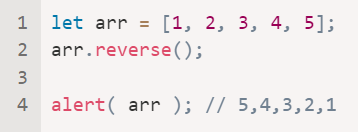 1 let arr = [1, 2, 3, 4, 5];
2 arr.reverse();
3
4 alert( arr ); // 5,4,3,2,1